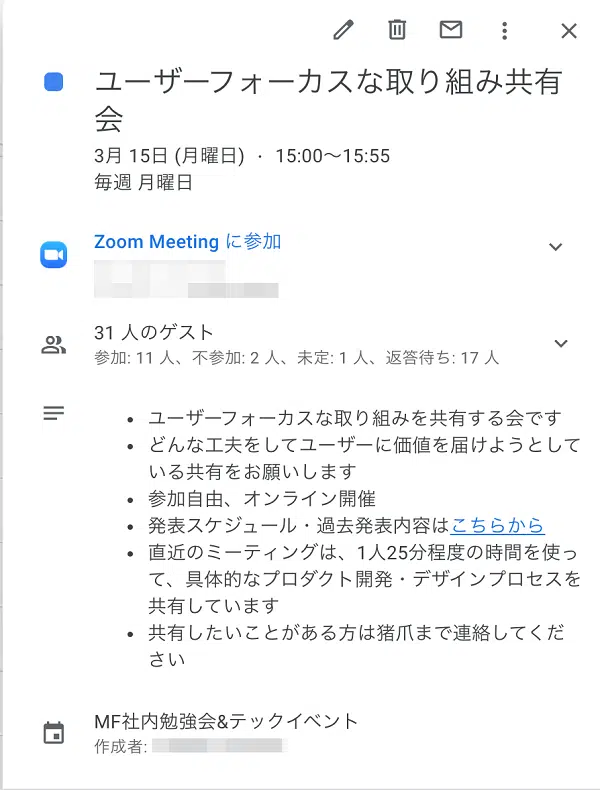 ユーザーフォーカスな取り組み共有
会
3月 15日 (月曜日) ・ 15:00〜15:55
毎週 月曜日
Zoom Meeting に参加
31 人のゲスト
参加: 11 人、不参加: 2 人、未定: 1 人、返答待ち: 17 人
• ユーザーフォーカスな取り組みを共有する会です
• どんな工夫をしてユーザーに価値を届けようとして
いる共有をお願いします
• 参加自由、オンライン開催
• 発表スケジュール・過去発表内容はこちらから
• 直近のミーティングは、1人25分程度の時間を使っ
て、具体的なプロダクト開発・デザインプロセスを
共有しています
• 共有したいことがある方は猪爪まで連絡してくだ
さい
MF社内勉強会&テックイベント
作成者: